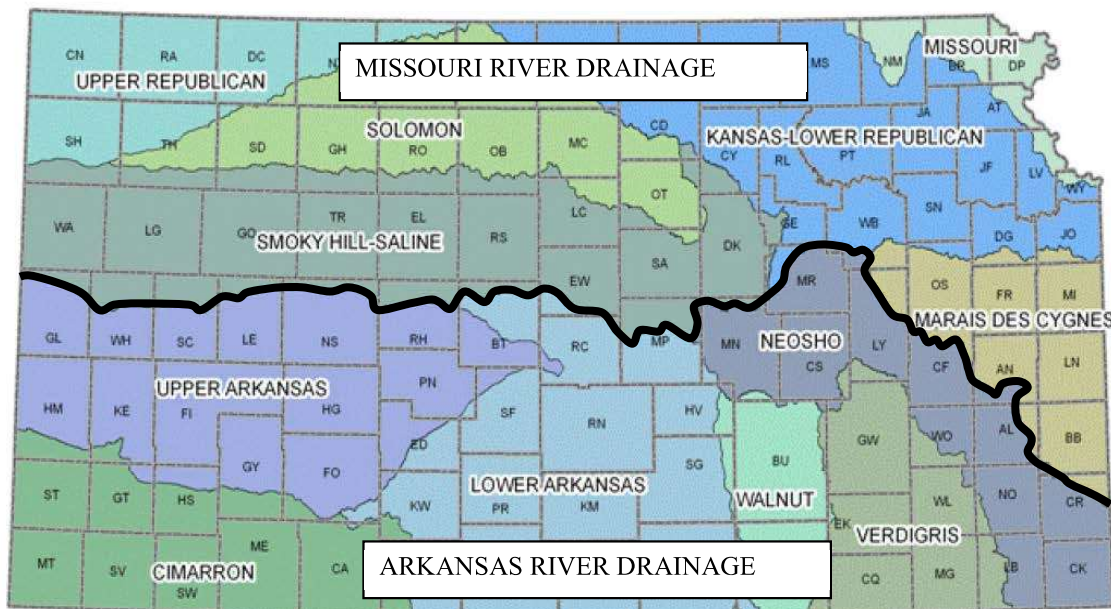 CN RA DC N MS NM MISSOURI
UPPER REPUBLICAN MISSOURI RIVER DRAINAGE BR DP
SH TH SD GH RO OB MC CD KANSAS-LOWER REPUBLICAN JA AT
SOLOMON CY RL PT JF LV WY
WA LG GO TR EL RS LC OT DK GE WB SN DG JO
SMOKY HILL-SALINE SA
EW MR OS FR MI
GL WH SC LE NS RH BT RC MP MN NEOSHO LY MARAIS DES CYGNES
UPPER ARKANSAS PN CS CF AN LN
HM KE FI HG SF RN HV WO AL BB
GY FO ED SG BU GW
ST GT HS KW LOWER ARKANSAS WALNUT WL NO CR
PR KM EK VERDIGRIS
MT SV CIMARRON ME CA ARKANSAS RIVER DRAINAGE CQ MG LB CK
SW